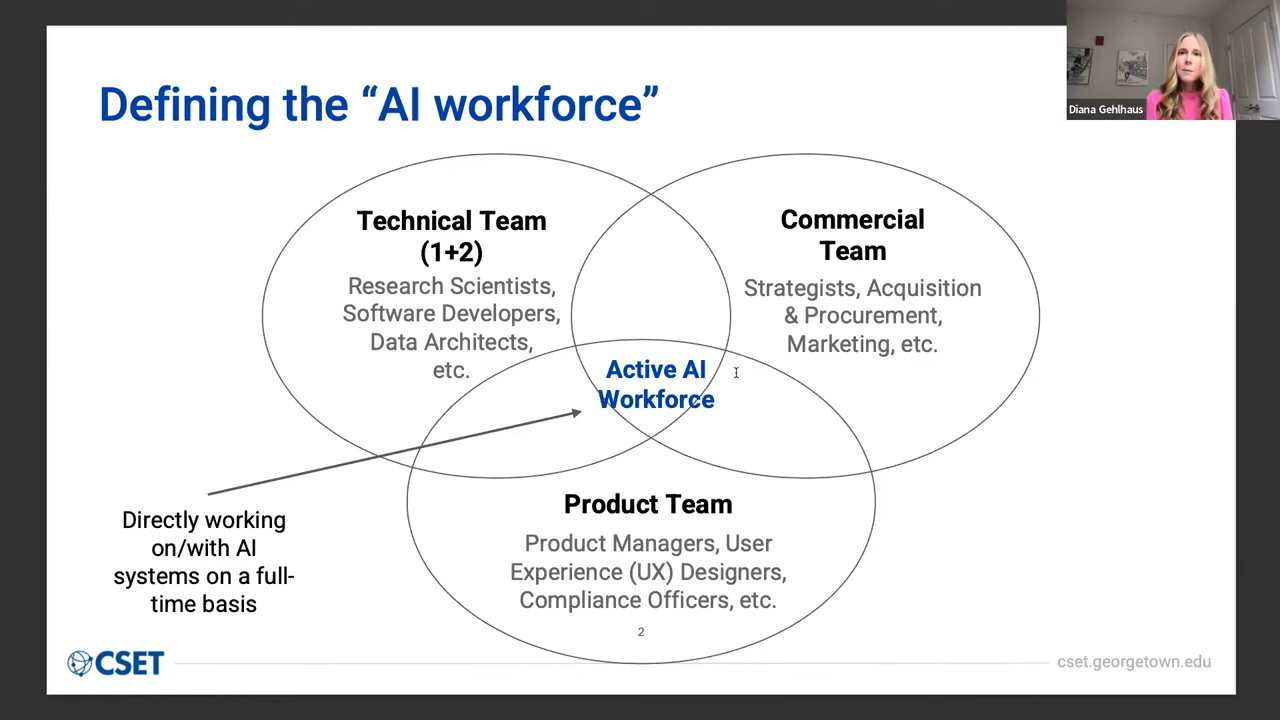 Defining the “AI workforce”
Diana Gehlhaus
Technical Team
(1+2)
Research Scientists,
Software Developers,
Data Architects,
etc.
Commercial
Team
Strategists, Acquisition
& Procurement,
Marketing, etc.
Active AI
Workforce
Directly working
on/with AI
systems on a full-
time basis
Product Team
Product Managers, User
Experience (UX) Designers,
Compliance Officers, etc.
2
CSET
cset.georgetown.edu